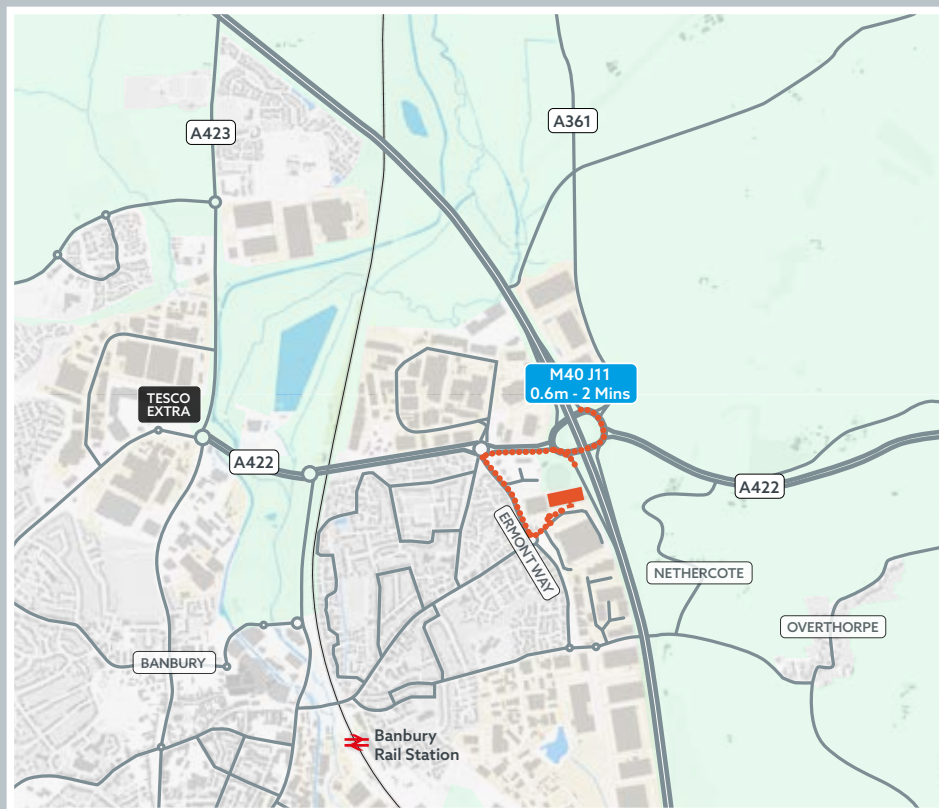 A423
A361
M40 J11
0.6m - 2 Mins
TESCO
EXTRA
A422
A422
ERMONT WAY
NETHERCOTE
OVERTHORPE
BANBURY
Banbury
Rail Station